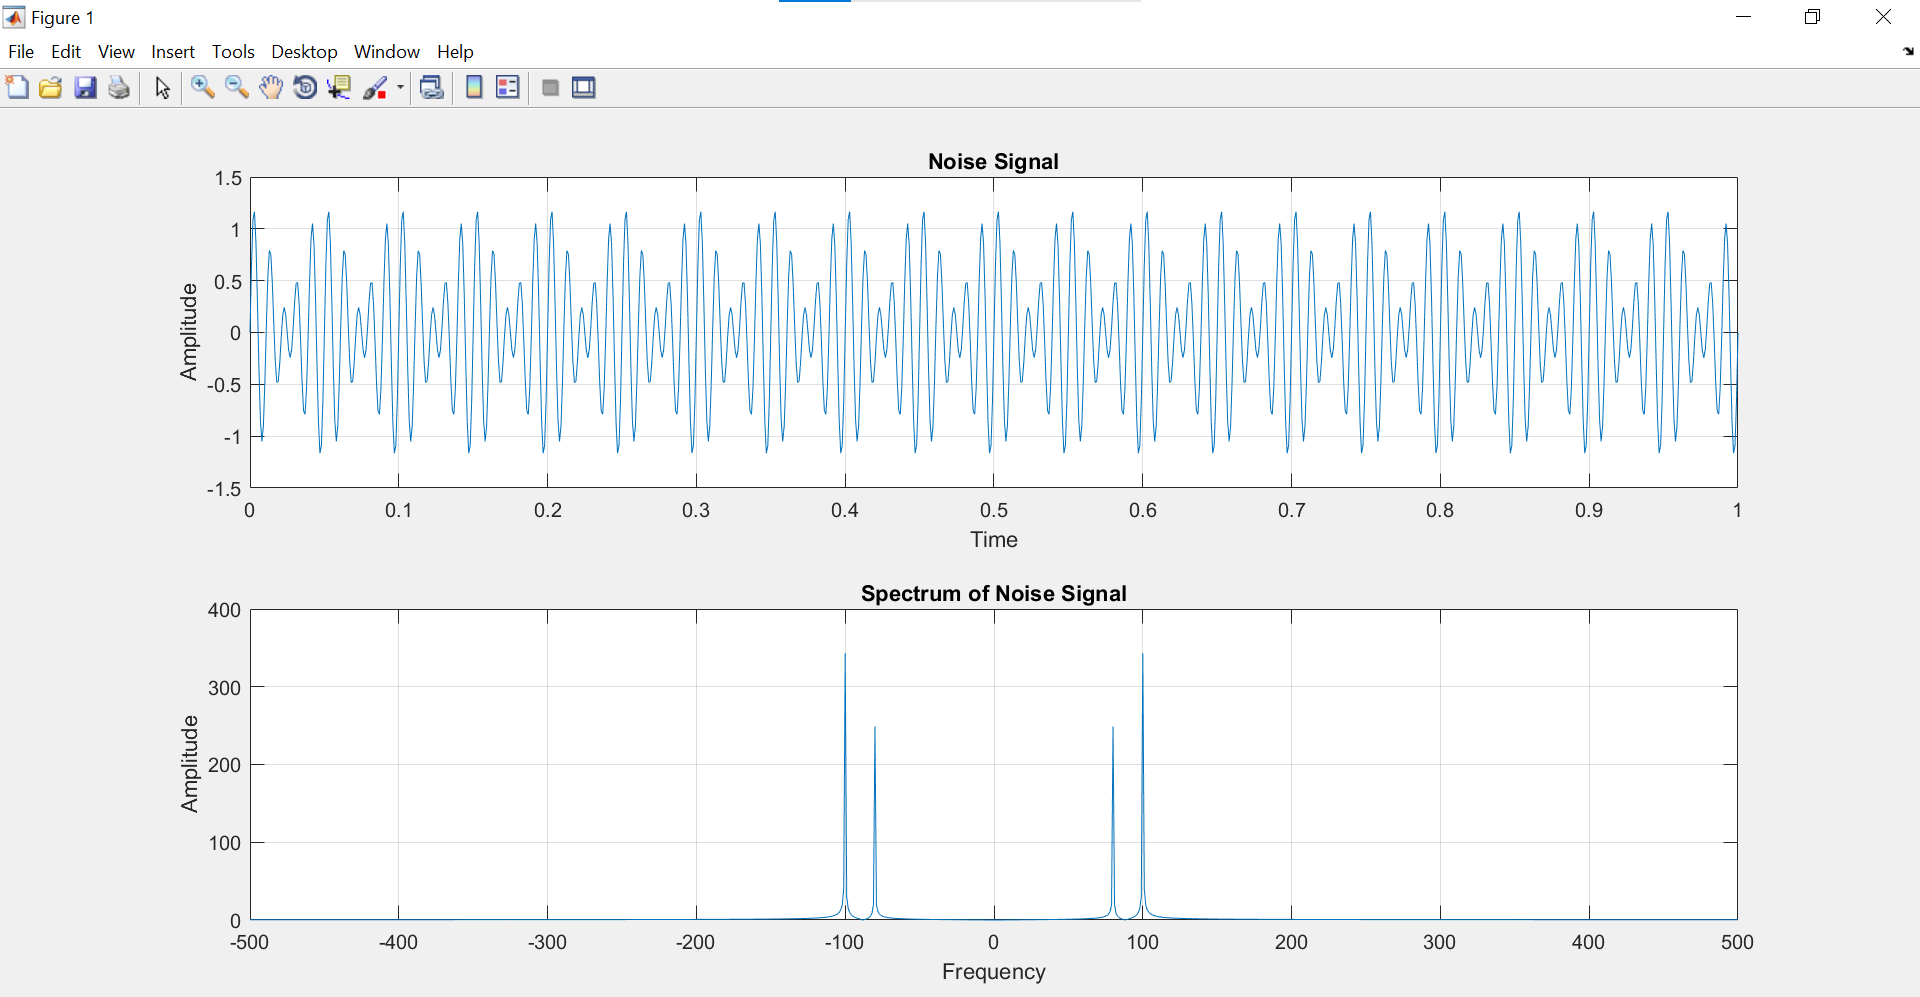 Figure 1
File Edit View Insert Tools Desktop Window Help
Noise Signal
1.5
1
0.5
0
-0.5
-1
-1.5
Amplitude
0 0.1 0.2 0.3 0.4 0.5 0.6 0.7 0.8 0.9 1
Time
Spectrum of Noise Signal
400
300
200
100
0
Amplitude
-500 -400 -300 -200 -100 0 100 200 300 400 500
Frequency